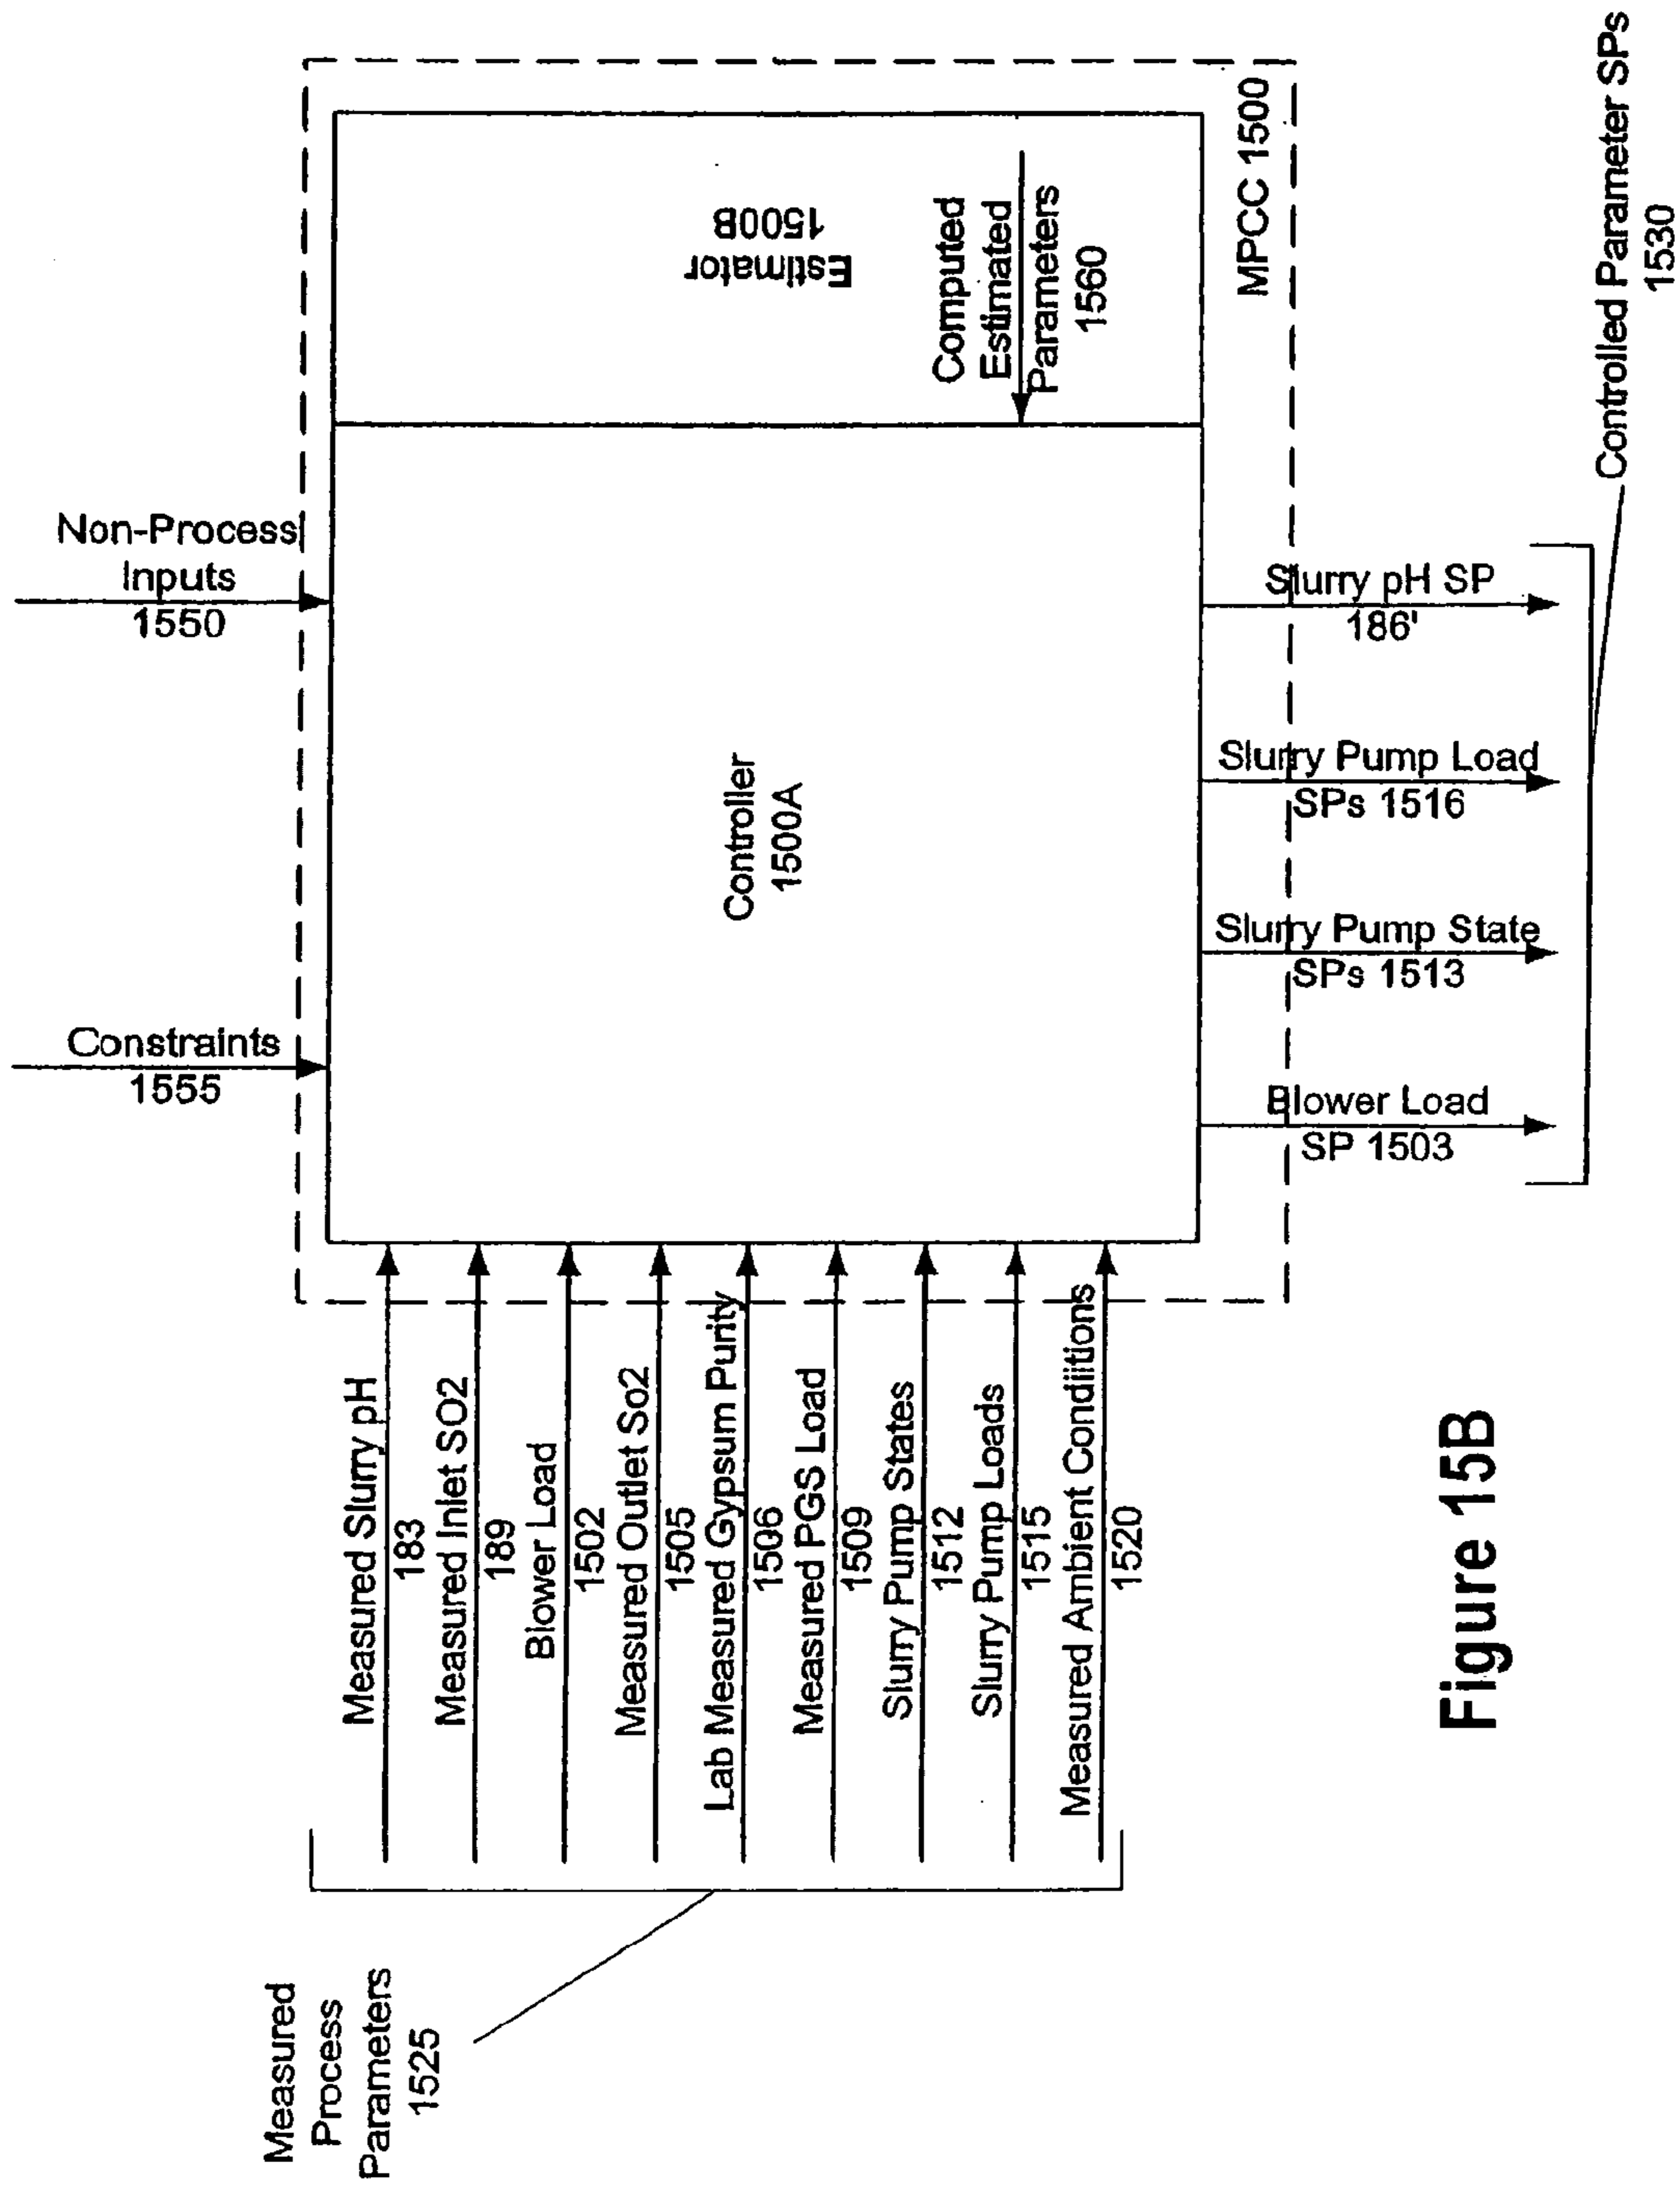 Non-Process
Inputs
1550
Constraints
1555
Measured
Process
Parameters
1525
Measured Slurry pH
183
Measured Inlet SO2
189
Blower Load
1502
Measured Outlet So2
1505
Lab Measured Gypsum Purity
1506
Measured PGS Load
1509
Slurry Pump States
1512
Slurry Pump Loads
1515
Measured Ambient Condiitions
1520
Controller
1500A
Estimator
1500B
Computed
Estimated
Parameters
1560
MPCC 1500
Slurry pH SP
186'
Slurry Pump Load
SPs 1516
Slurry Pump State
SPs 1513
Blower Load
SP 1503
Controlled Parameter SPs
1530
Figure 15B